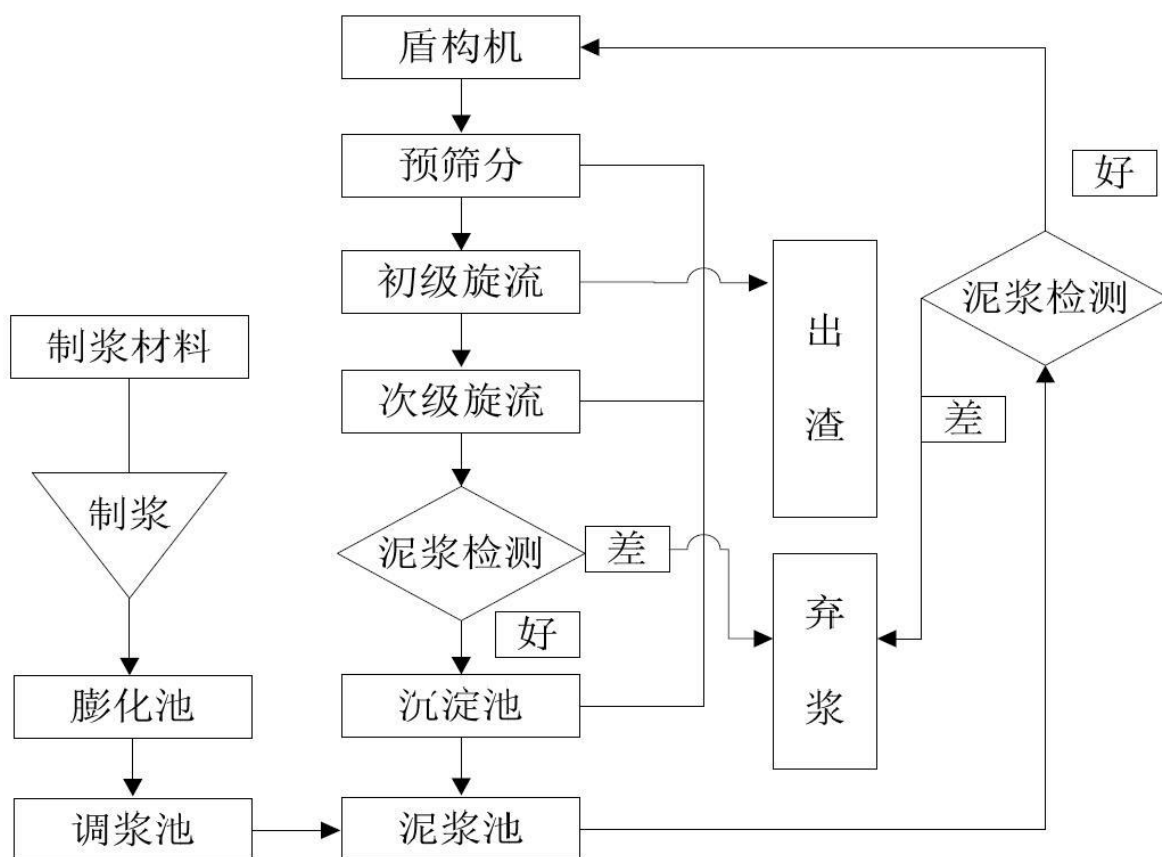 盾构机
预筛分
好
初级旋流
泥浆检测
制浆材料
出
渣
次级旋流
差
制浆
泥浆检测
差
弃
浆
好
膨化池
沉淀池
调浆池
泥浆池